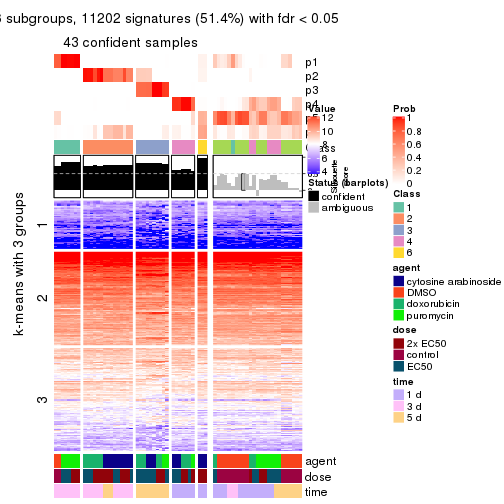 3 subgroups, 11202 signatures (51.4%) with fdr < 0.05
43 confident samples
p1
p2
p3
p4
Value
12
10
8
6
4
Silhouette
score
Status (barplots)
confident
ambiguous
k-means with 3 groups
1
2
3
agent
dose
time
Prob
1
0.8
0.6
0.4
0.2
0
Class
1
2
3
4
6
agent
cytosine arabinoside
DMSO
doxorubicin
puromycin
dose
2x EC50
control
EC50
time
1 d
3 d
5 d